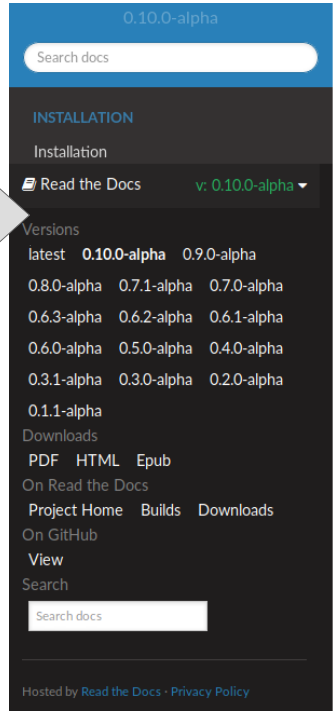 0.10.0-alpha
Search docs
INSTALLATION
Installation
Read the Docs v: 0.10.0-alpha
Versions
latest 0.10.0-alpha 0.9.0-alpha
0.8.0-alpha 0.7.1-alpha 0.7.0-alpha
0.6.3-alpha 0.6.2-alpha 0.6.1-alpha
0.6.0-alpha 0.5.0-alpha 0.4.0-alpha
0.3.1-alpha 0.3.0-alpha 0.2.0-alpha
0.1.1-alpha
Downloads
PDF HTML Epub
On Read the Docs
Project Home Builds Downloads
On GitHub
View
Search
Search docs
Hosted by Read the Docs · Privacy Policy